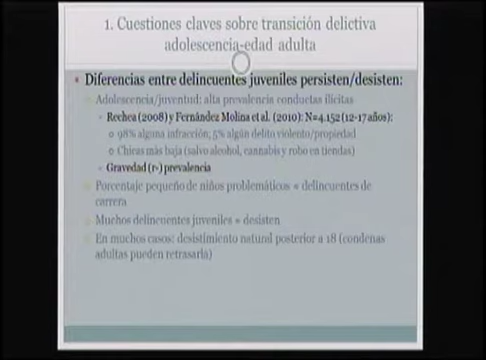 1. Cuestiones claves sobre transición delictiva
adolescencia-edad adulta
Diferencias entre delincuentes juveniles persisten/desisten:
Adolescencia/juventud: alta prevalencia conductas ilícitas
Rechea (2008) y Fernández Molina et al. (2010): N=4.152 (12-17 años):
98% alguna infracción; 5% algún delito violento/propiedad
Chicas más baja (salvo alcohol, cannabis y robo en tiendas)
Gravedad (r-) prevalencia
Porcentaje pequeño de niños problemáticos = delincuentes de
carrera
Muchos delincuentes juveniles = desisten
En muchos casos: desistimiento natural posterior a 18 (condenas
adultas pueden retrasarla)